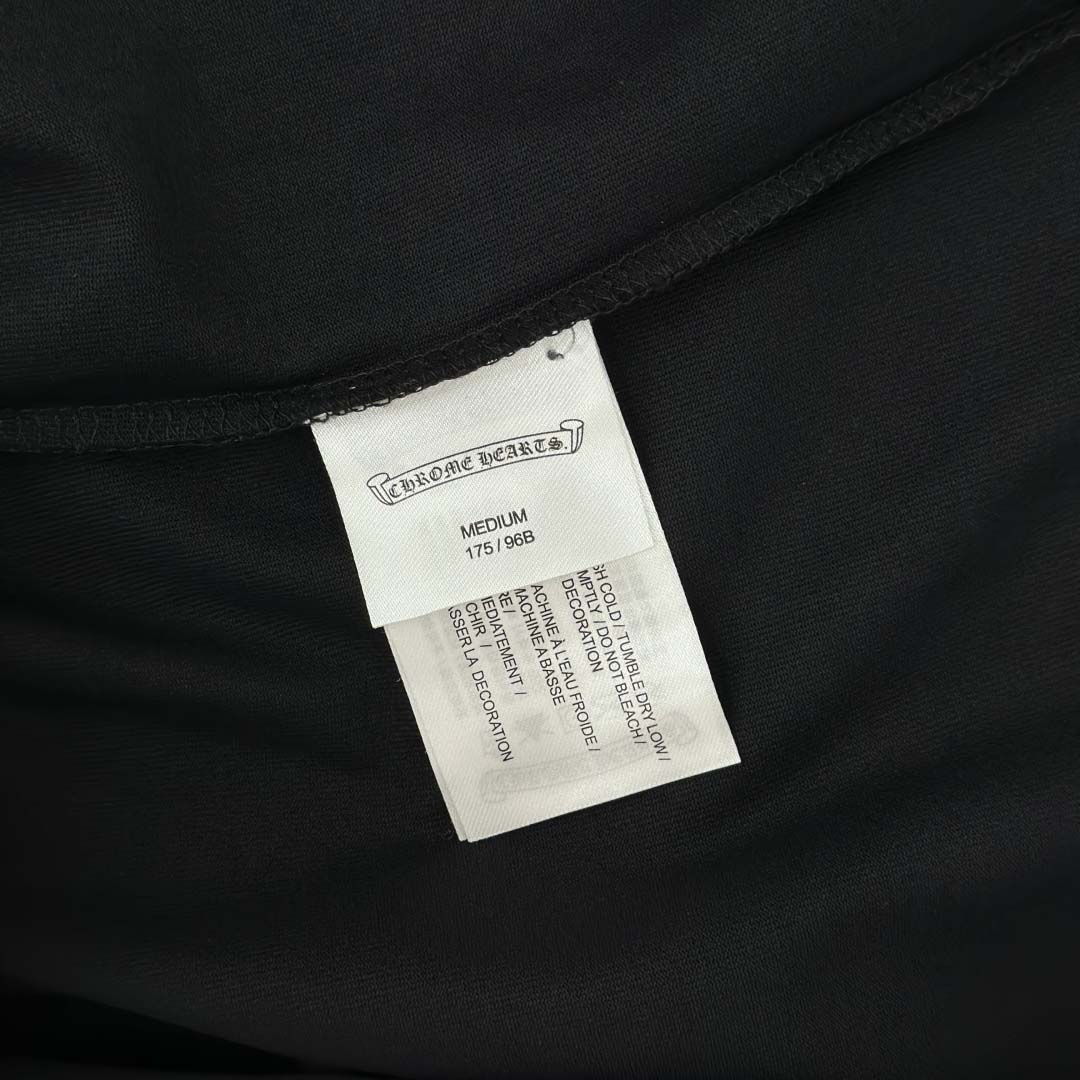 CHROME HEARTS.
MEDIUM
175 / 96B
SH COLD / TUMBLE DRY LOW /
MPTLY / DO NOT BLEACH /
DECORATION
ACHINE À L'EAU FROIDE /
MACHINE A BASSE
RE /
EDIATEMENT /
CHIR /
SSER LA DECORATION